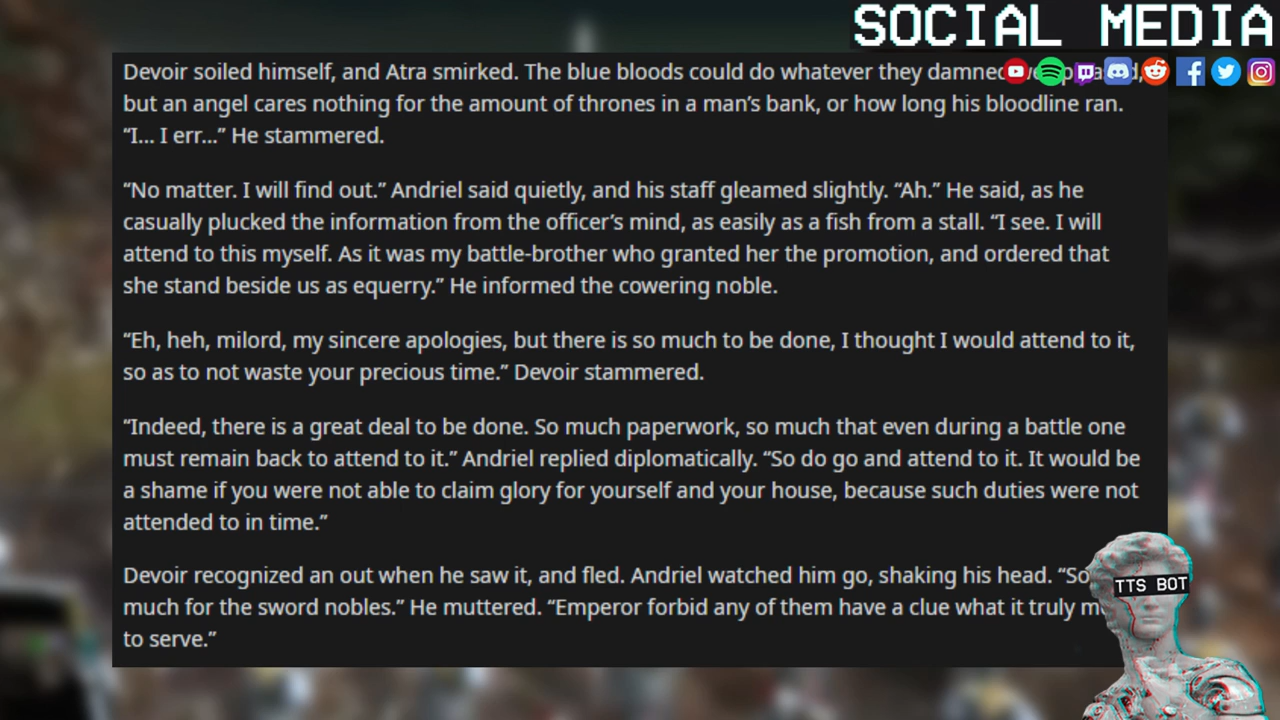 SOCIAL MEDIA
Devoir soiled himself, and Atra smirked. The blue bloods could do whatever they damned
but an angel cares nothing for the amount of thrones in a man’s bank, or how long his bloodline ran.
“I... I err...” He stammered.
“No matter. I will find out.” Andriel said quietly, and his staff gleamed slightly. “Ah.” He said, as he
casually plucked the information from the officer’s mind, as easily as a fish from a stall. “I see. I will
attend to this myself. As it was my battle-brother who granted her the promotion, and ordered that
she stand beside us as equerry.” He informed the cowering noble.
“Eh, heh, milord, my sincere apologies, but there is so much to be done, I thought I would attend to it,
so as to not waste your precious time.” Devoir stammered.
“Indeed, there is a great deal to be done. So much paperwork, so much that even during a battle one
must remain back to attend to it.” Andriel replied diplomatically. “So do go and attend to it. It would be
a shame if you were not able to claim glory for yourself and your house, because such duties were not
attended to in time.”
Devoir recognized an out when he saw it, and fled. Andriel watched him go, shaking his head. “So
much for the sword nobles.” He muttered. “Emperor forbid any of them have a clue what it truly
to serve.”
TTS BOT